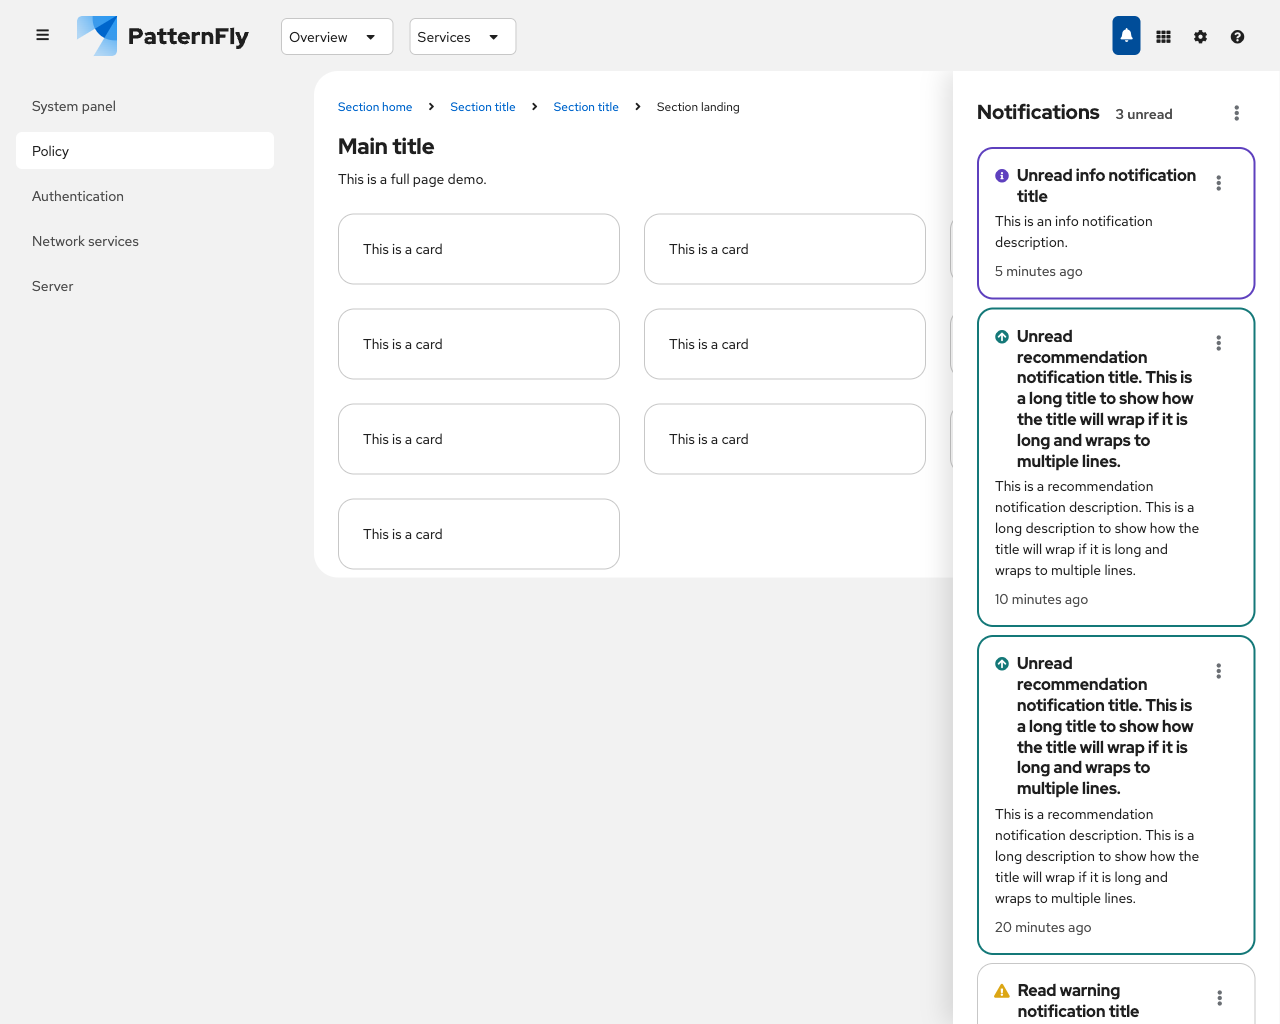 PatternFly
Overview
Services
System panel
Policy
Authentication
Network services
Server
Section home
Section title
Section title
Section landing
Main title
This is a full page demo.
This is a card
This is a card
This is a card
This is a card
This is a card
This is a card
This is a card
Notifications
3 unread
Unread info notification
title
This is an info notification
description.
5 minutes ago
Unread
recommendation
notification title. This is
a long title to show how
the title will wrap if it is
long and wraps to
multiple lines.
This is a recommendation
notification description. This is a
long description to show how the
title will wrap if it is long and
wraps to multiple lines.
10 minutes ago
Unread
recommendation
notification title. This is
a long title to show how
the title will wrap if it is
long and wraps to
multiple lines.
This is a recommendation
notification description. This is a
long description to show how the
title will wrap if it is long and
wraps to multiple lines.
20 minutes ago
Read warning
notification title